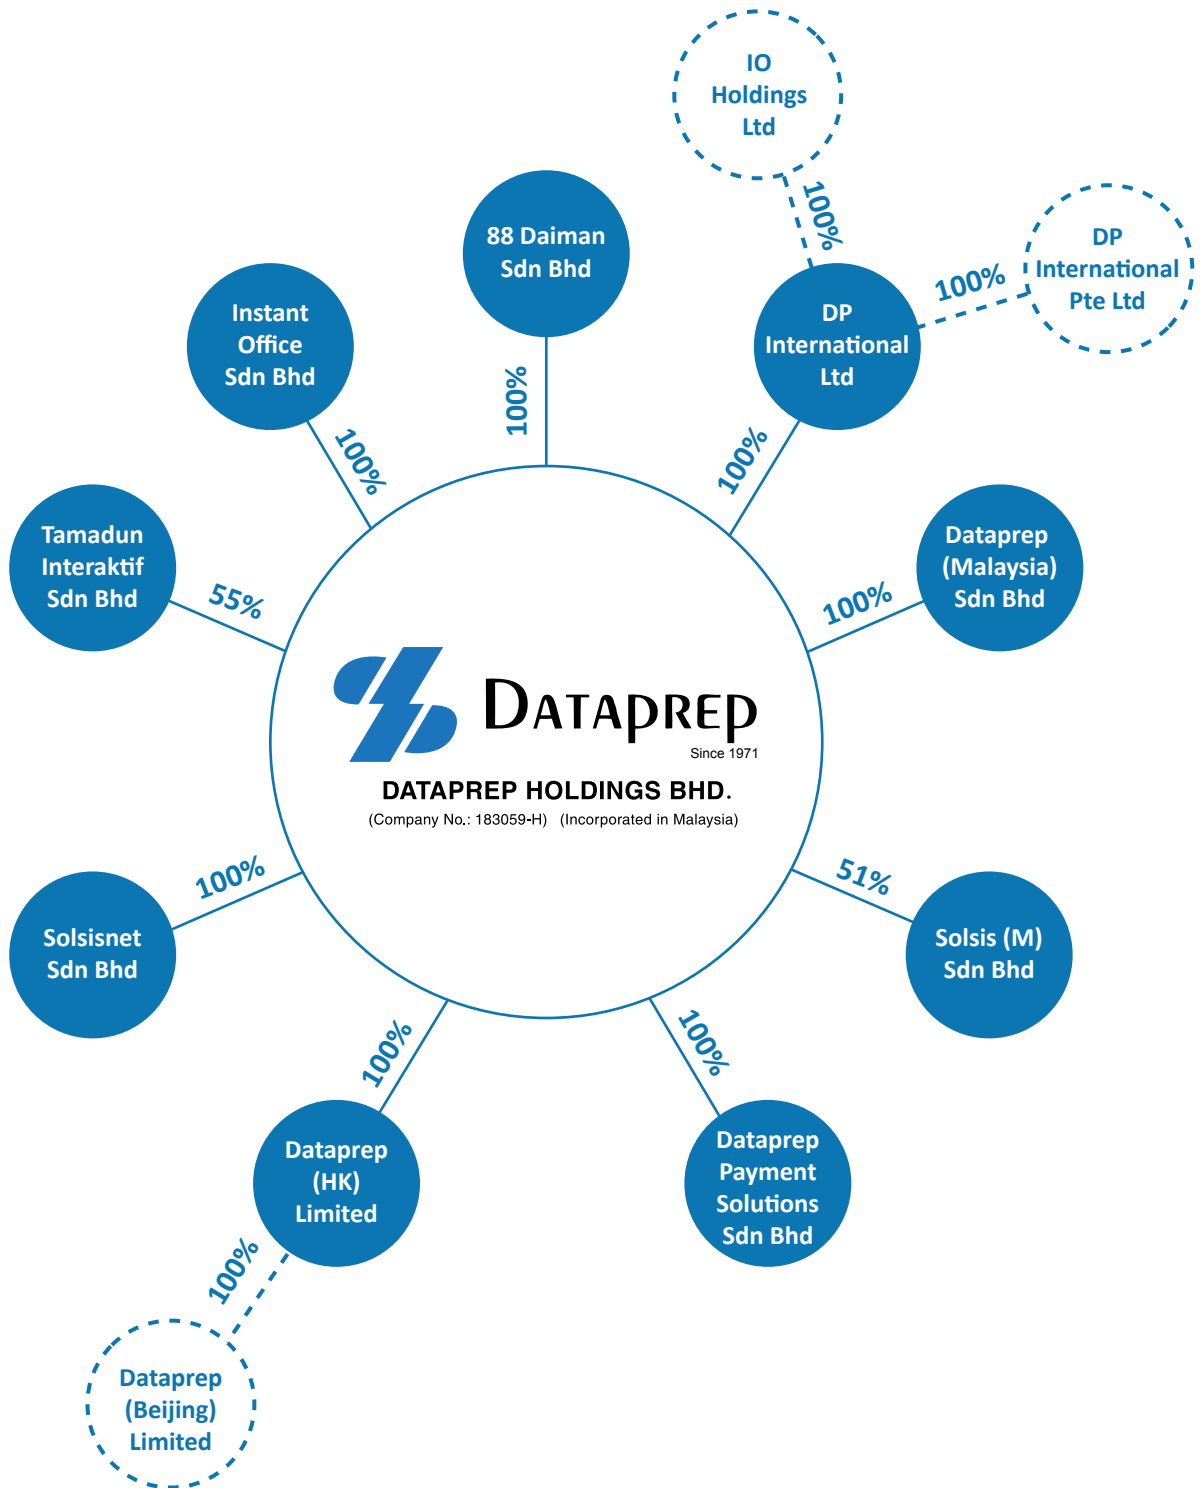 IO
Holdings
Ltd
100%
DP
International
Pte Ltd
100%
88 Daiman
Sdn Bhd
100%
DP
International
Ltd
100%
Instant
Office
Sdn Bhd
100%
Tamadun
Interaktif
Sdn Bhd
55%
Dataprep
(Malaysia)
Sdn Bhd
100%
DATAPREP
Since 1971
DATAPREP HOLDINGS BHD.
(Company No.: 183059-H) (Incorporated in Malaysia)
100%
Solsisnet
Sdn Bhd
51%
Solsis (M)
Sdn Bhd
100%
Dataprep
(HK)
Limited
100%
Dataprep
Payment
Solutions
Sdn Bhd
100%
Dataprep
(Beijing)
Limited